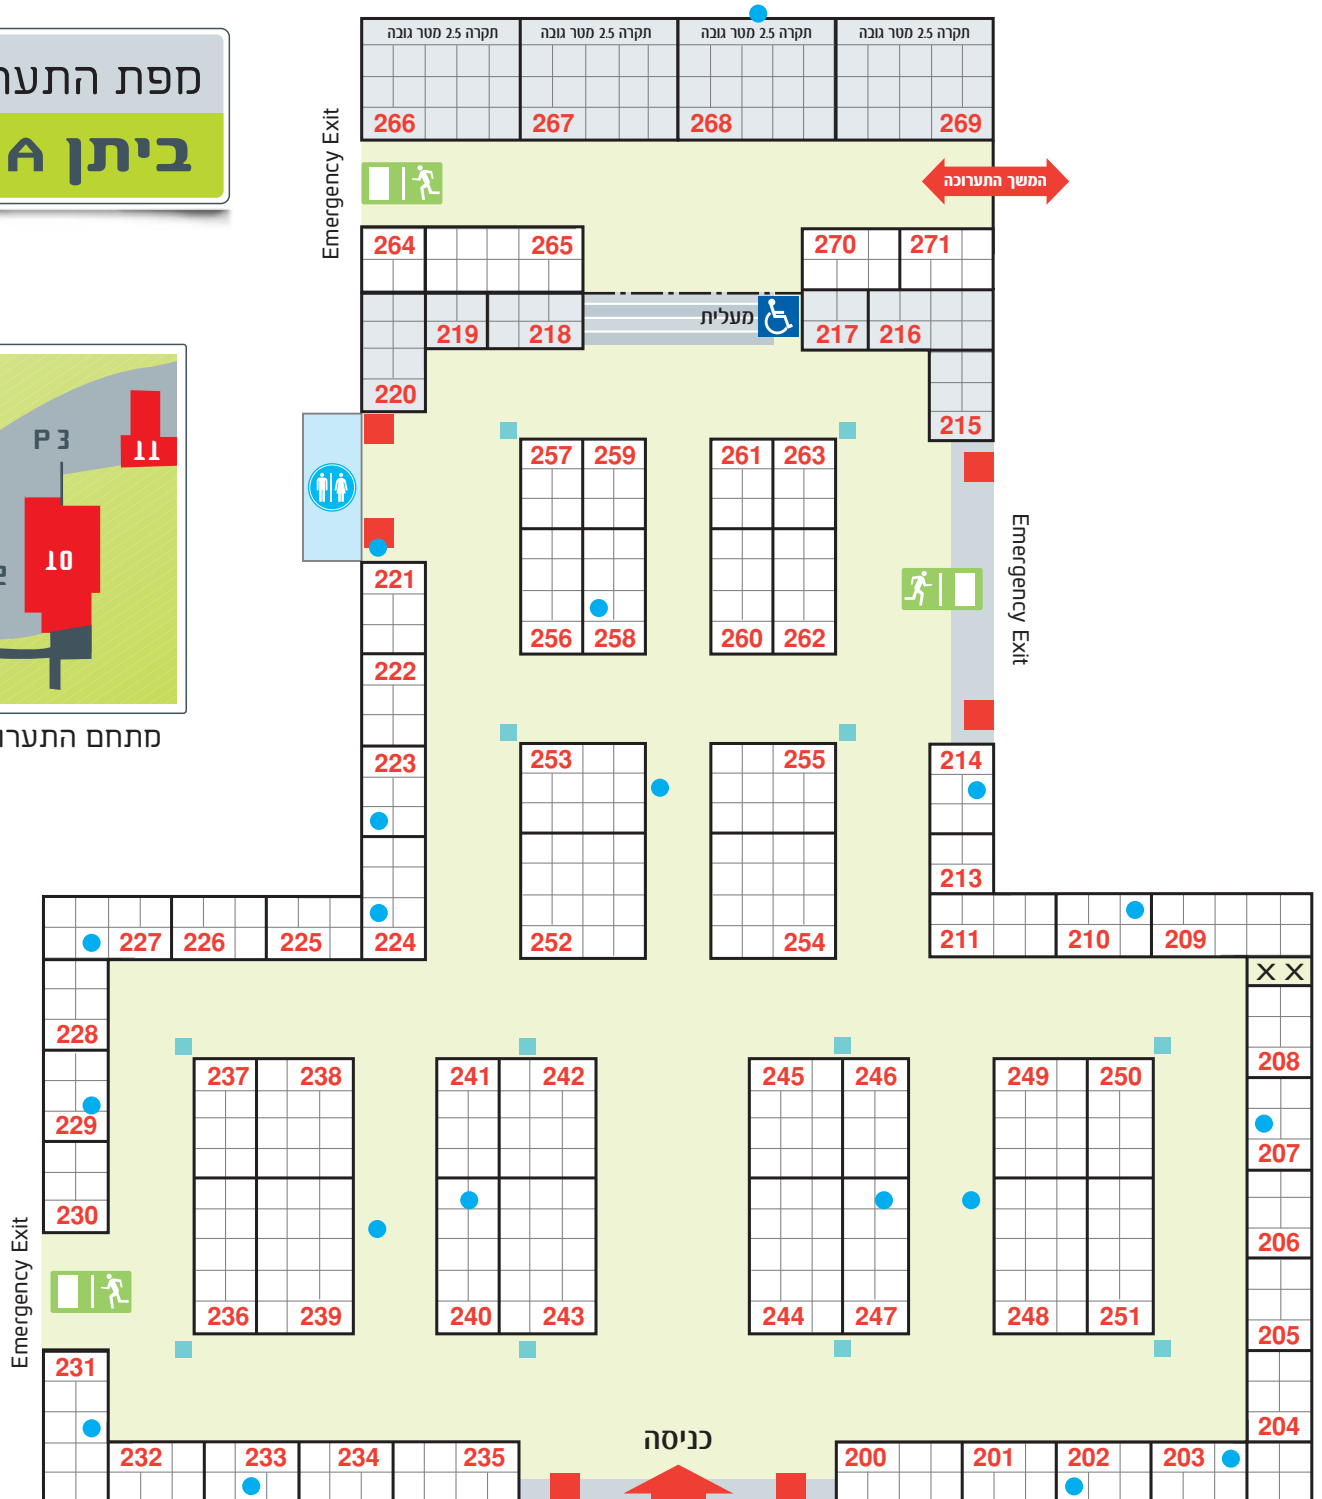 מפת התער
ביתן A
תקרה 2.5 מטר גובה
תקרה 2.5 מטר גובה
תקרה 2.5 מטר גובה
תקרה 2.5 מטר גובה
266 267 268 269
Emergency Exit
המשך התערוכה
264 265 270 271
מעלית
219 218 217 216
220 215
P 3
11
10
מתחם התערו
257 259 261 263
Emergency Exit
221
256 258 260 262
222
223 253 255 214
213
227 226 225 224 252 254 211 210 209
X X
228 208
237 238 241 242 245 246 249 250
229 207
230 206
Emergency Exit
236 239 240 243 244 247 248 251
205
231
204
כניסה
232 233 234 235 200 201 202 203